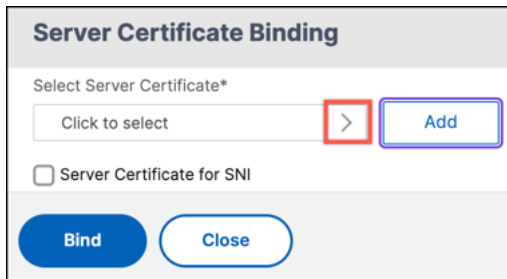 Server Certificate Binding
Select Server Certificate*
Click to select
Add
Server Certificate for SNI
Bind
Close